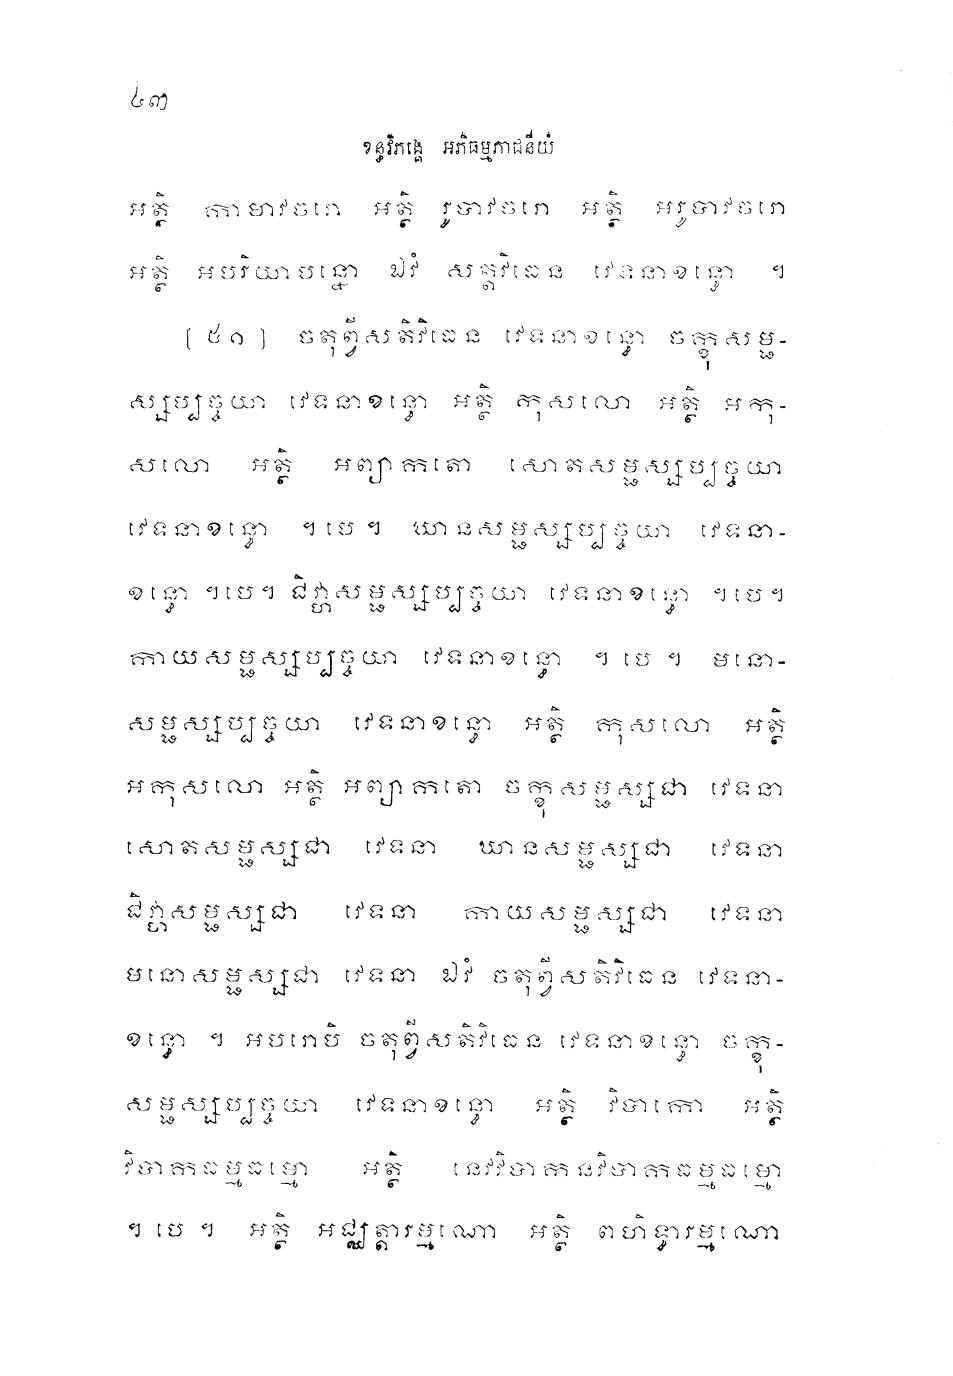 ៤៣
ខន្ធវិភង្គេ អភិធម្មភាជនីយំ
អត្ថិ កាមាវចរោ អត្ថិ រូបាវចរោ អត្ថិ អរូបាវចរោ
អត្ថិ អបរិយាបន្នោ ឯវំ សត្តវិធេន វេទនាខន្ធោ ។
[ ៥១ ] ចតុព្វីសតិវិធេន វេទនាខន្ធោ ចក្ខុសម្ផ-
ស្សប្បច្ចយា វេទនាខន្ធោ អត្ថិ កុសលោ អត្ថិ អកុ-
សលោ អត្ថិ អព្យាកតោ សោតសម្ផស្សប្បច្ចយា
វេទនាខន្ធោ ។បេ។ ឃានសម្ផស្សប្បច្ចយា វេទនា-
ខន្ធោ ។បេ។ ជិវ្ហាសម្ផស្សប្បច្ចយា វេទនាខន្ធោ ។បេ។
កាយសម្ផស្សប្បច្ចយា វេទនាខន្ធោ ។ បេ ។ មនោ-
សម្ផស្សប្បច្ចយា វេទនាខន្ធោ អត្ថិ កុសលោ អត្ថិ
អកុសលោ អត្ថិ អព្យាកតោ ចក្ខុសម្ផស្សជា វេទនា
សោតសម្ផស្សជា វេទនា ឃានសម្ផស្សជា វេទនា
ជិវ្ហាសម្ផស្សជា វេទនា កាយសម្ផស្សជា វេទនា
មនោសម្ផស្សជា វេទនា ឯវំ ចតុព្វីសតិវិធេន វេទនា-
ខន្ធោ ។ អបរោបិ ចតុព្វីសតិវិធេន វេទនាខន្ធោ ចក្ខុ-
សម្ផស្សប្បច្ចយា វេទនាខន្ធោ អត្ថិ វិបាកោ អត្ថិ
វិបាកធម្មធម្មោ អត្ថិ នេវវិបាកនវិបាកធម្មធម្មោ
។ បេ ។ អត្ថិ អជ្ឈត្តារម្មណោ អត្ថិ ពហិទ្ធារម្មណោ